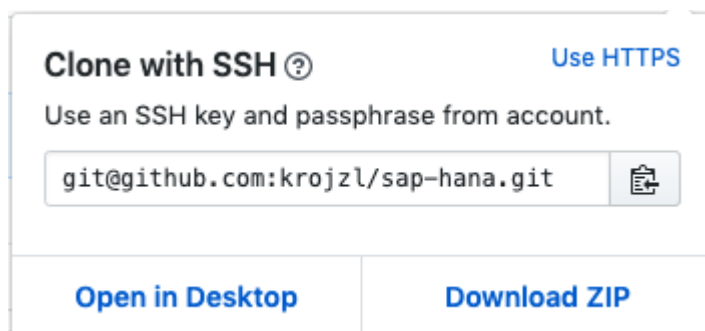 Clone with SSH
Use HTTPS
Use an SSH key and passphrase from account.
git@github.com:krojzl/sap-hana.git
Open in Desktop
Download ZIP